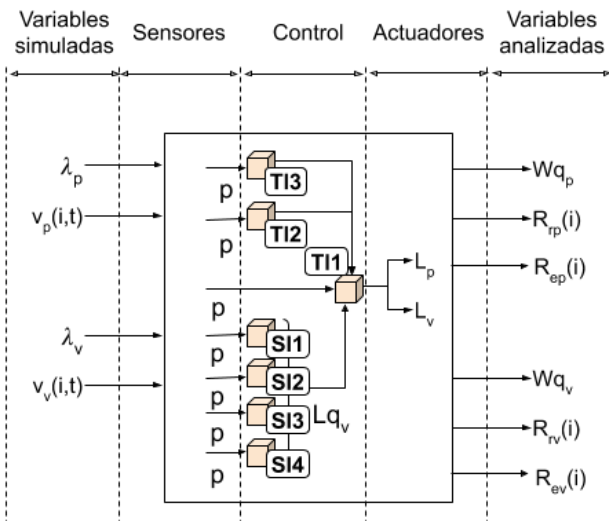 Variables simuladas
Sensores
Control
Actuadores
Variables analizadas
λp
p
TI3
Wqp
vp(i,t)
p
TI2
Rrp(i)
TI1
Lp
Rep(i)
p
Lv
λv
p
SI1
vv(i,t)
p
SI2
Wqv
p
SI3
Lqv
Rrv(i)
p
SI4
Rev(i)